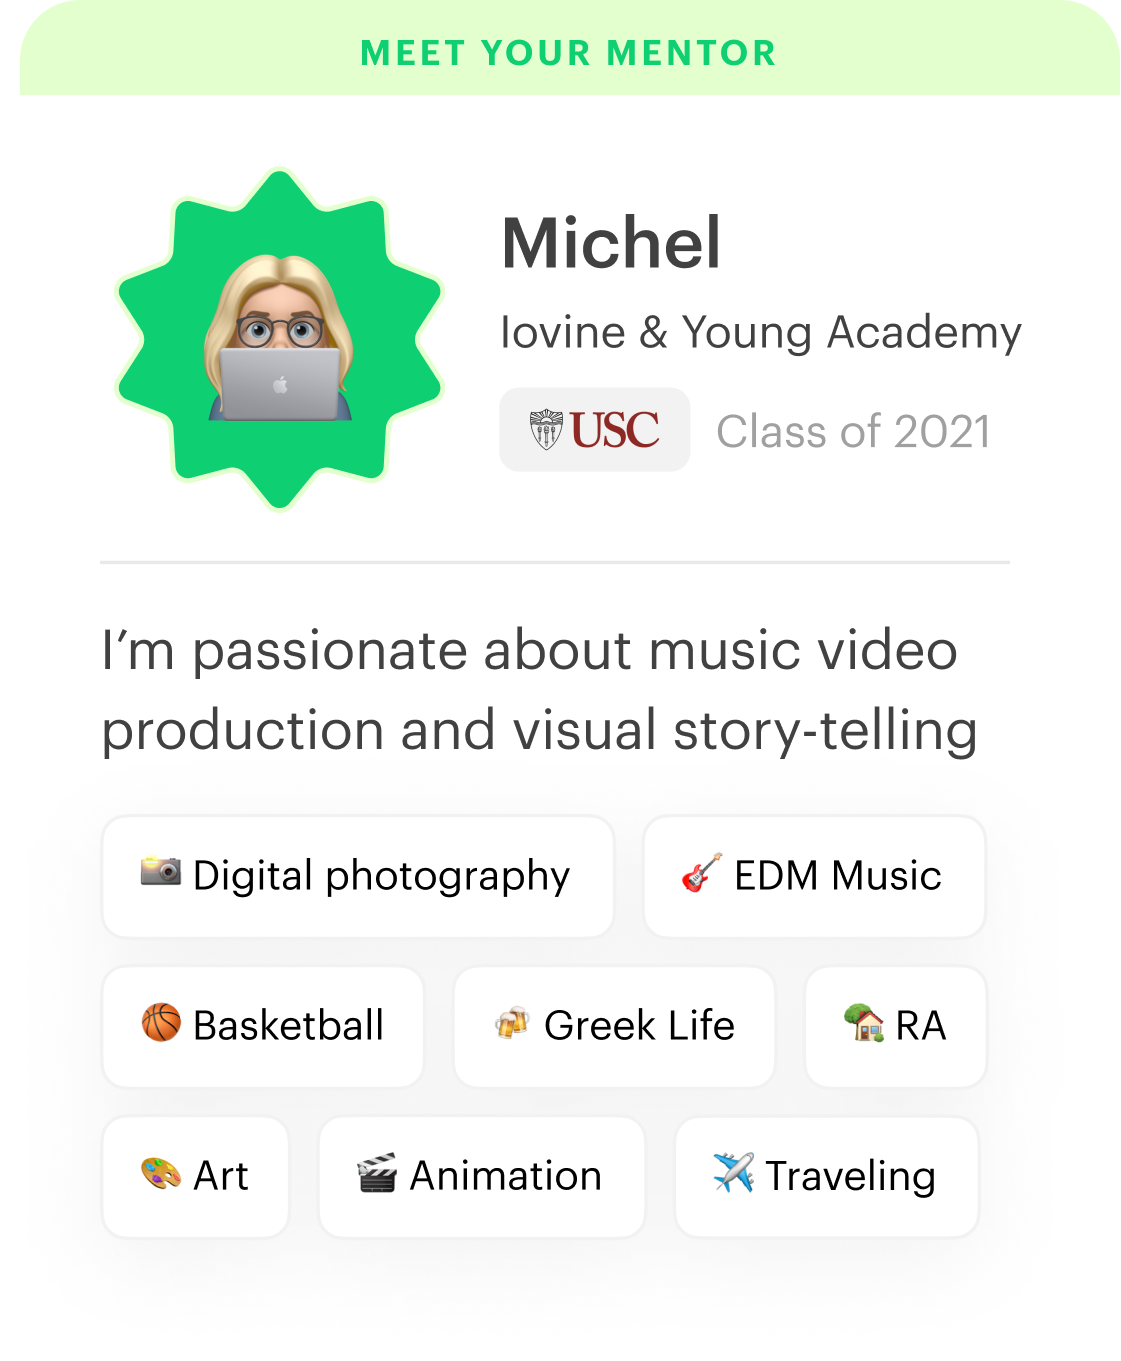 MEET YOUR MENTOR
Michel
Iovine & Young Academy
USC Class of 2021
I’m passionate about music video
production and visual story-telling
Digital photography
EDM Music
Basketball
Greek Life
RA
Art
Animation
Traveling